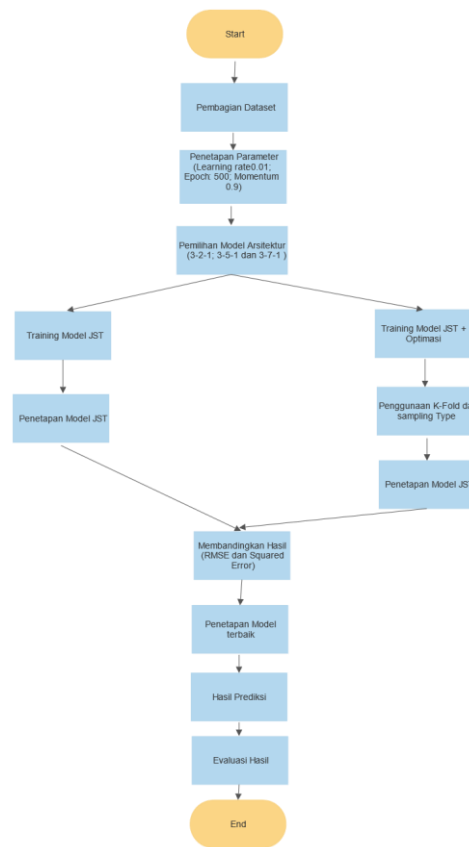 Start
Pembagian Dataset
Penetapan Parameter
(Learning rate0.01;
Epoch: 500; Momentum
0.9)
Pemilihan Model Arsitektur
(3-2-1; 3-5-1 dan 3-7-1 )
Training Model JST
Training Model JST +
Optimasi
Penetapan Model JST
Penggunaan K-Fold
sampling Type
Penetapan Model JST
Membandingkan Hasil
(RMSE dan Squared
Error)
Penetapan Model
terbaik
Hasil Prediksi
Evaluasi Hasil
End